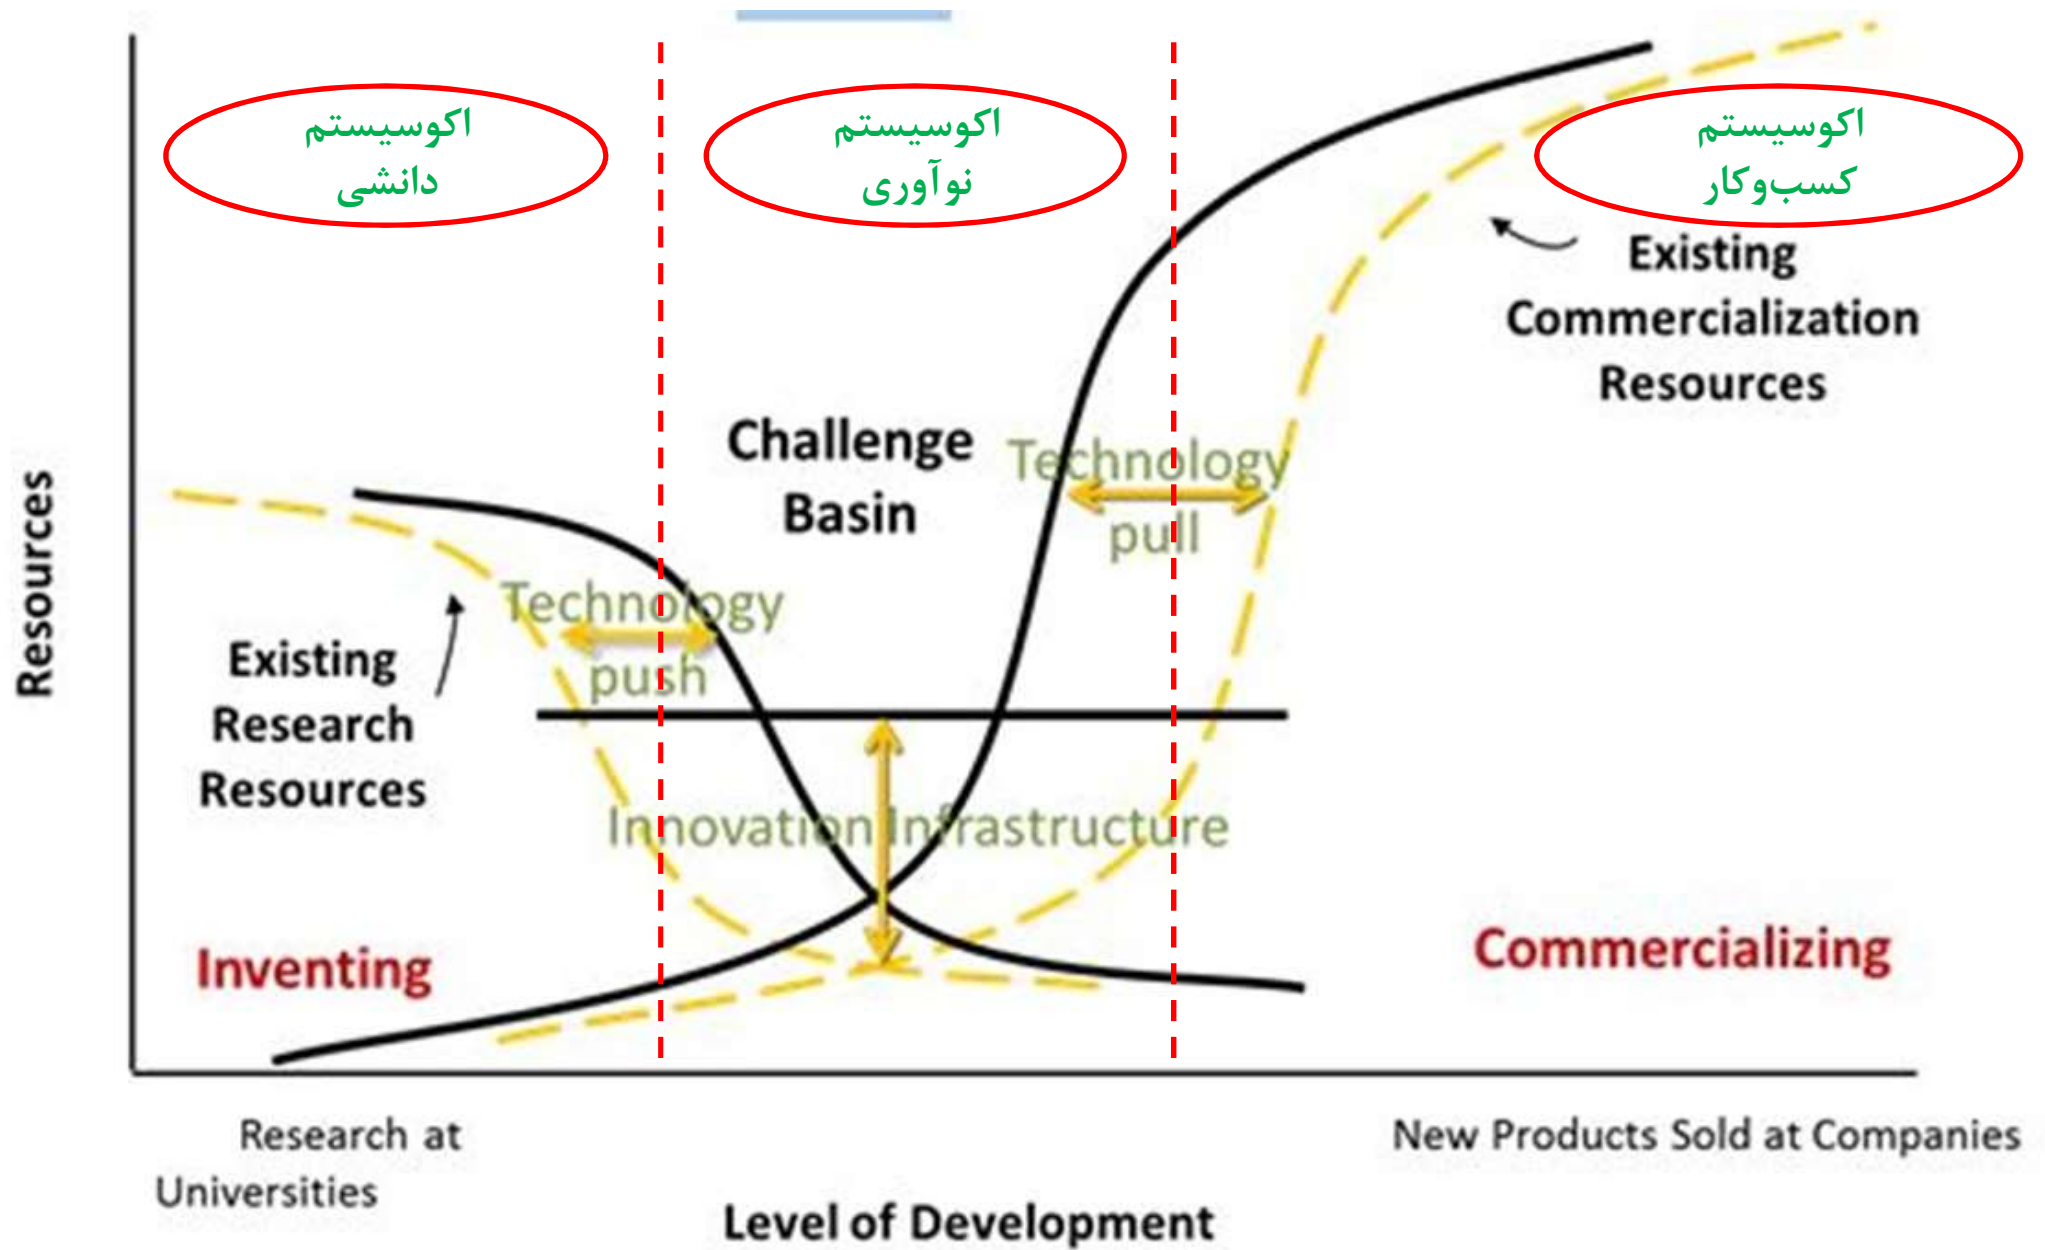 اکوسیستم
دانشی
اکوسیستم
نوآوری
اکوسیستم
کسب‌وکار
Existing
Commercialization
Resources
Challenge
Basin
Technology
pull
Technology
push
Resources
Existing
Research
Resources
Innovation Infrastructure
Inventing
Commercializing
Research at
Universities
New Products Sold at Companies
Level of Development